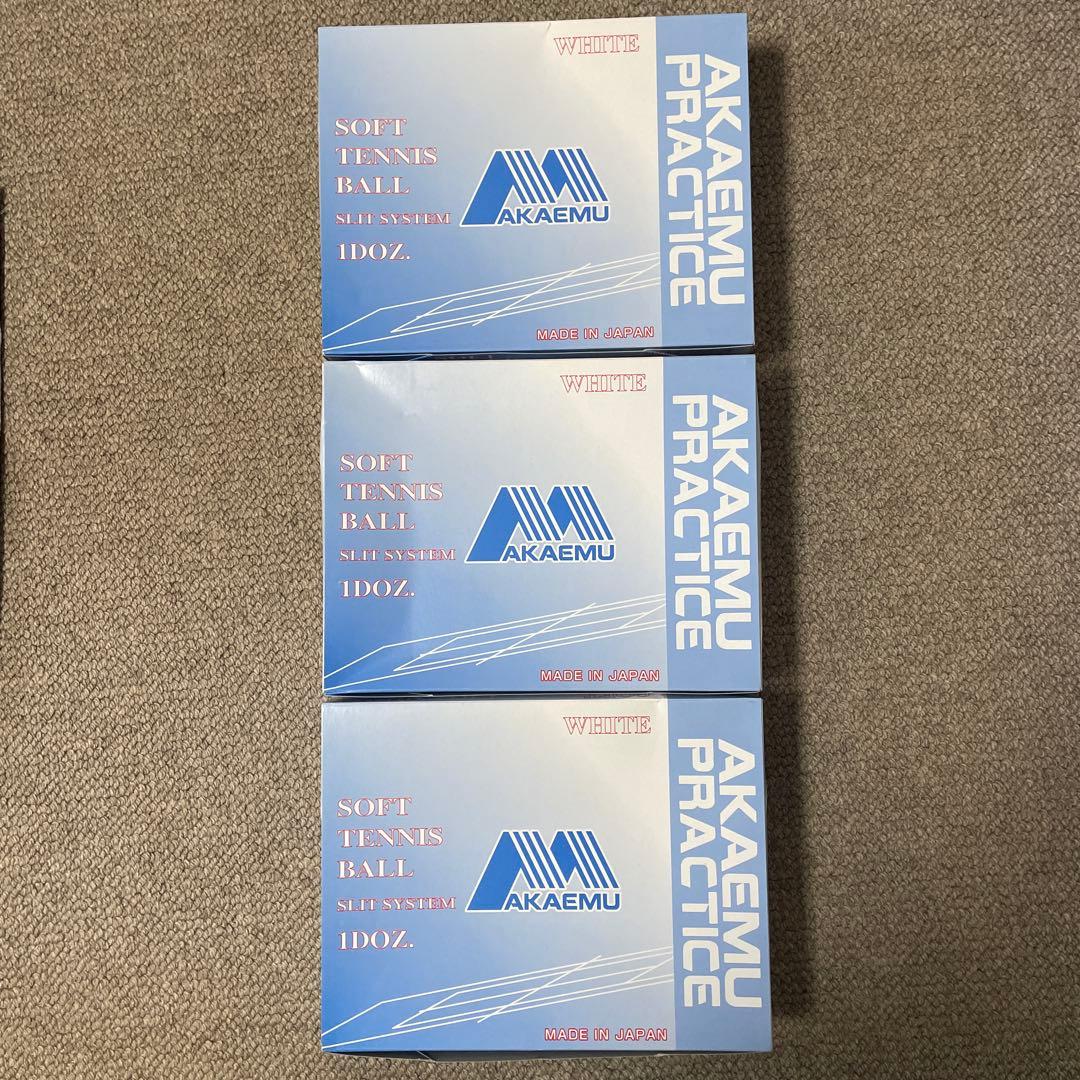 WHITE
SOFT
TENNIS
BALL
SLIT SYSTEM
1DOZ.
AKAEMU
MADE IN JAPAN
AKAEMU
PRACTICE
WHITE
SOFT
TENNIS
BALL
SLIT SYSTEM
1DOZ.
AKAEMU
MADE IN JAPAN
AKAEMU
PRACTICE
WHITE
SOFT
TENNIS
BALL
SLIT SYSTEM
1DOZ.
AKAEMU
MADE IN JAPAN
AKAEMU
PRACTICE